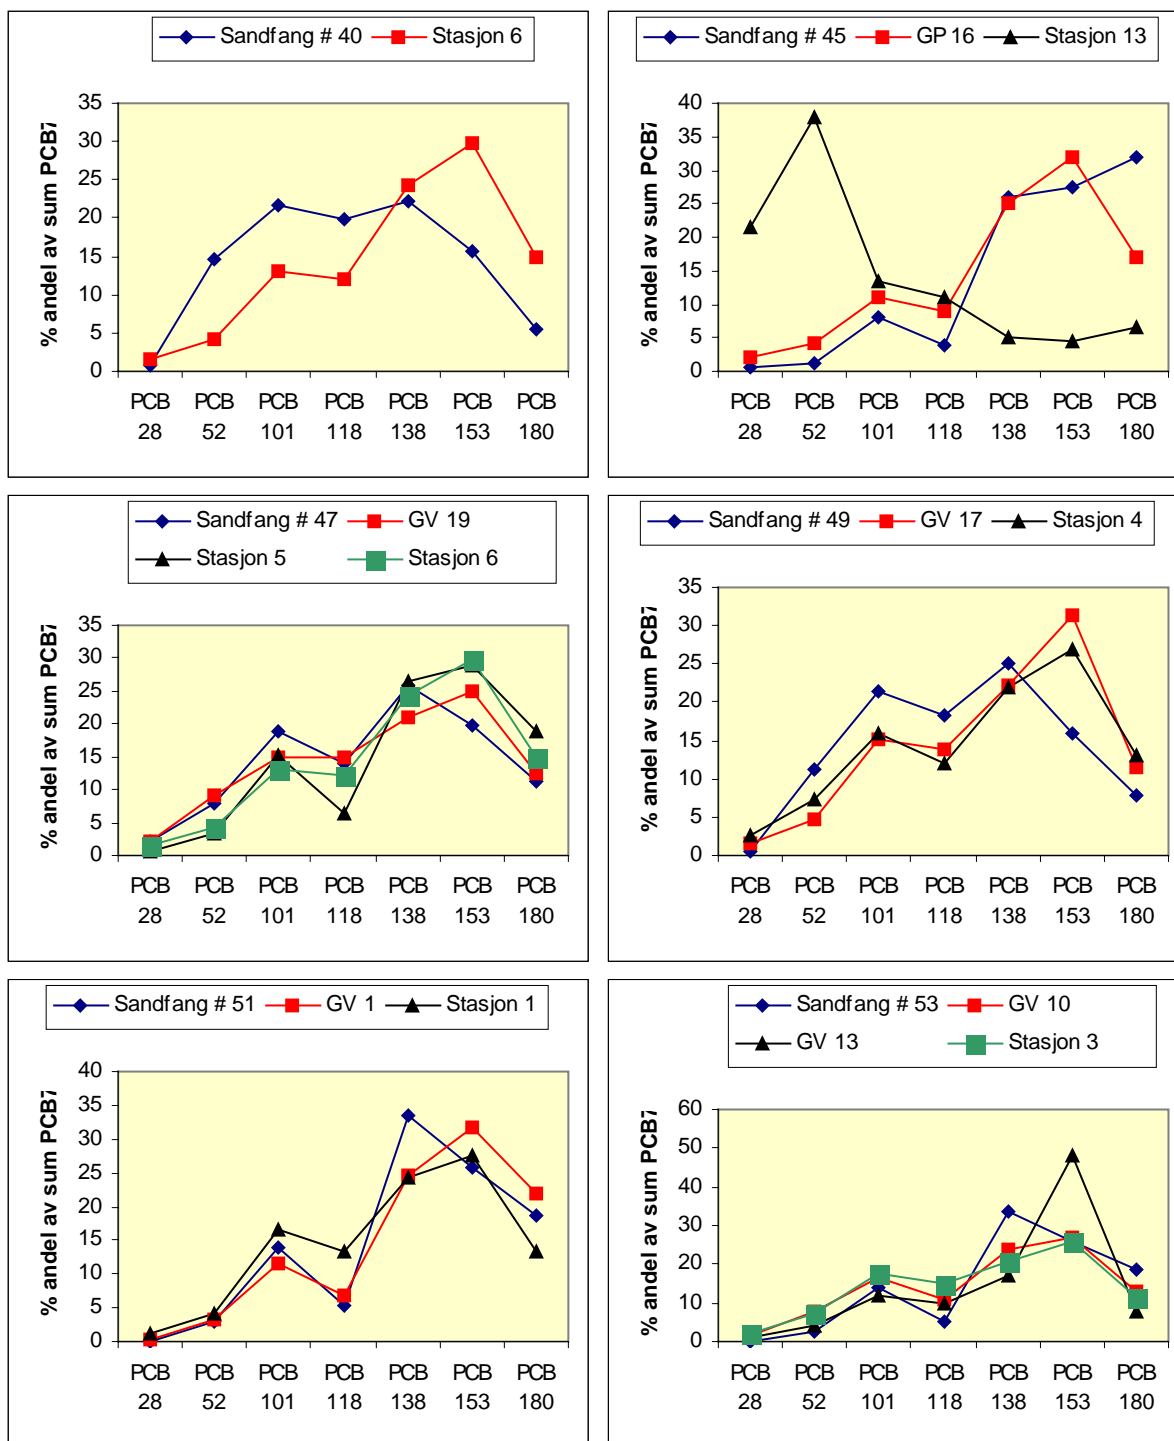 Sandfang # 40 Stasjon 6
% andel av sum PCB7
35
30
25
20
15
10
5
0
PCB PCB PCB PCB PCB PCB PCB
28 52 101 118 138 153 180
Sandfang # 45 GP 16 Stasjon 13
% andel av sum PCB7
40
35
30
25
20
15
10
5
0
PCB PCB PCB PCB PCB PCB PCB
28 52 101 118 138 153 180
Sandfang # 47 GV 19
Stasjon 5 Stasjon 6
% andel av sum PCB7
35
30
25
20
15
10
5
0
PCB PCB PCB PCB PCB PCB PCB
28 52 101 118 138 153 180
Sandfang # 49 GV 17 Stasjon 4
% andel av sum PCB7
35
30
25
20
15
10
5
0
PCB PCB PCB PCB PCB PCB PCB
28 52 101 118 138 153 180
Sandfang # 51 GV 1 Stasjon 1
% andel av sum PCB7
40
35
30
25
20
15
10
5
0
PCB PCB PCB PCB PCB PCB PCB
28 52 101 118 138 153 180
Sandfang # 53 GV 10
GV 13 Stasjon 3
% andel av sum PCB7
60
50
40
30
20
10
0
PCB PCB PCB PCB PCB PCB PCB
28 52 101 118 138 153 180